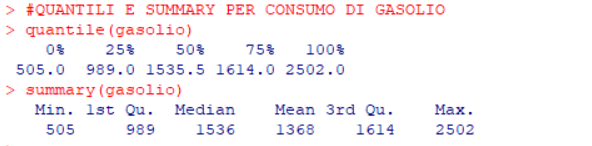 > #QUANTILI E SUMMARY PER CONSUMO DI GASOLIO
> quantile(gasolio)
0% 25% 50% 75% 100%
505.0 989.0 1535.5 1614.0 2502.0
> summary(gasolio)
Min. 1st Qu. Median Mean 3rd Qu. Max.
505 989 1536 1368 1614 2502